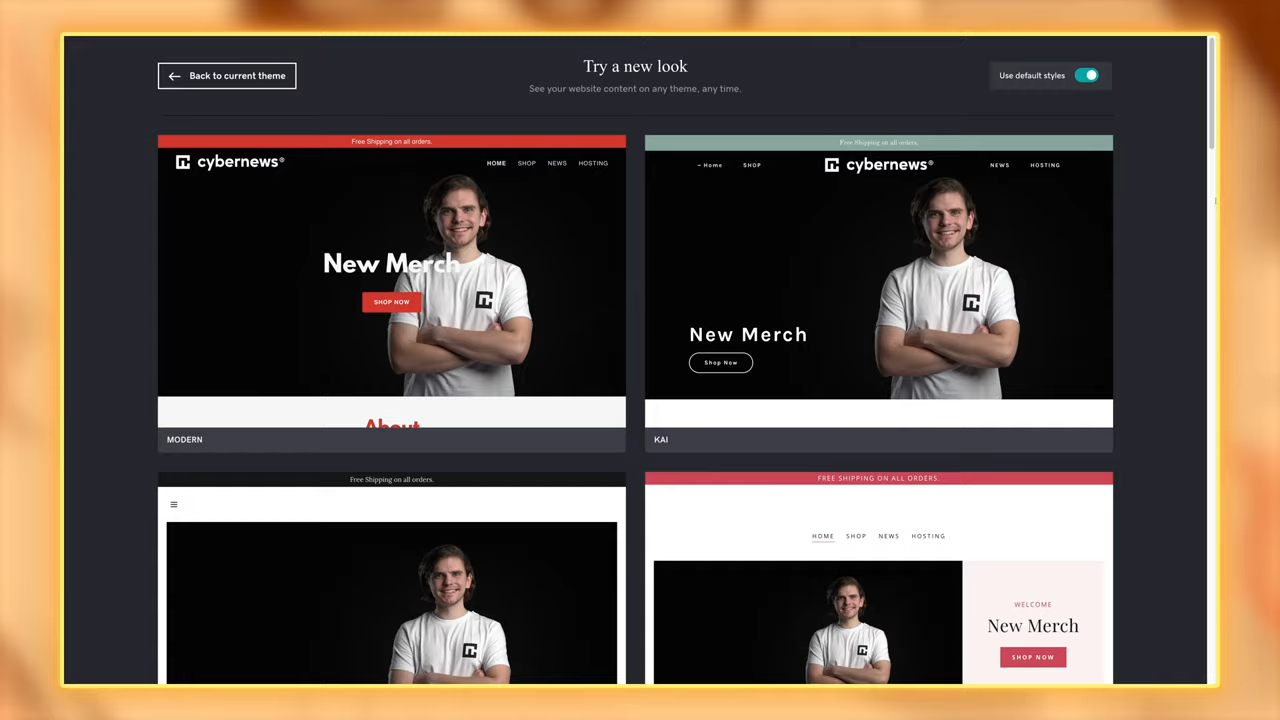 Back to current theme
Try a new look
See your website content on any theme, any time.
Use default styles
Free Shipping on all orders.
cybernews®
HOME SHOP NEWS HOSTING
New Merch
SHOP NOW
About
MODERN
Free Shipping on all orders.
– Home SHOP
cybernews®
NEWS HOSTING
New Merch
Shop Now
KAI
Free Shipping on all orders.
FREE SHIPPING ON ALL ORDERS.
HOME SHOP NEWS HOSTING
WELCOME
New Merch
SHOP NOW